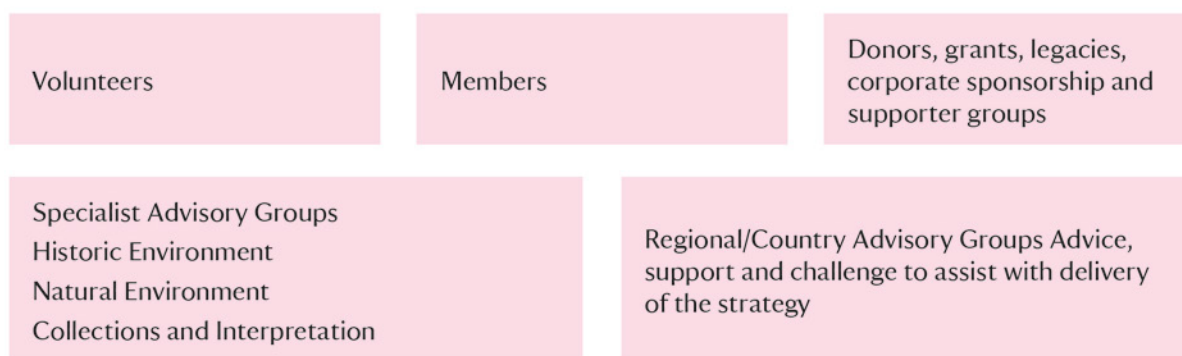 Volunteers
Members
Donors, grants, legacies,
corporate sponsorship and
supporter groups
Specialist Advisory Groups
Historic Environment
Natural Environment
Collections and Interpretation
Regional/Country Advisory Groups Advice,
support and challenge to assist with delivery
of the strategy